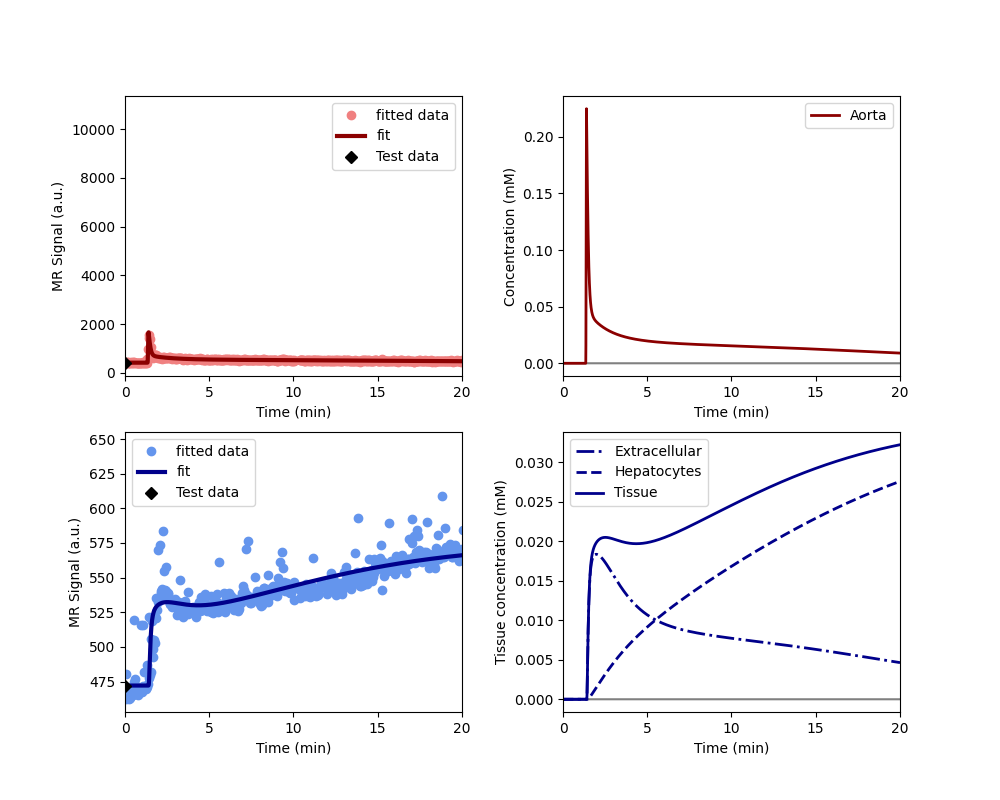 10000
8000
6000
4000
2000
0
MR Signal (a.u.)
fitted data
fit
Test data
0 5 10 15 20
Time (min)
0.20
0.15
0.10
0.05
0.00
Concentration (mM)
Aorta
0 5 10 15 20
Time (min)
650
625
600
575
550
525
500
475
MR Signal (a.u.)
fitted data
fit
Test data
0 5 10 15 20
Time (min)
0.030
0.025
0.020
0.015
0.010
0.005
0.000
Tissue concentration (mM)
Extracellular
Hepatocytes
Tissue
0 5 10 15 20
Time (min)